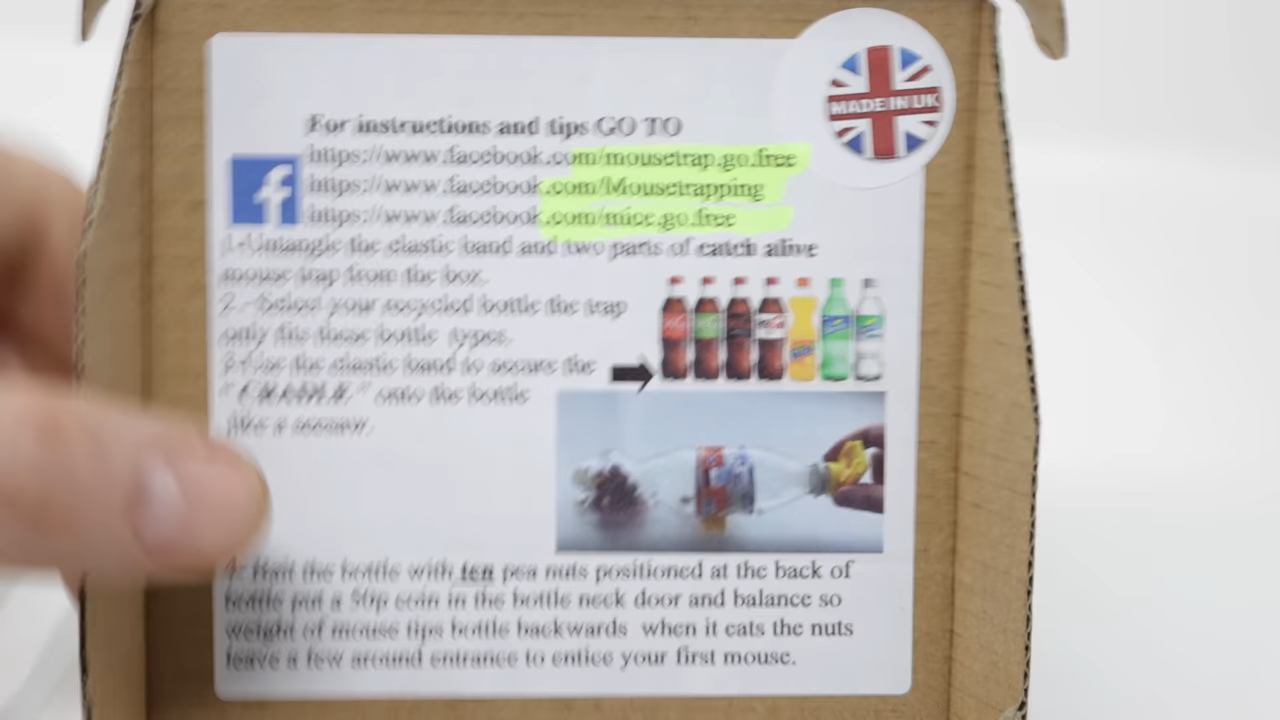 MADE IN UK
For instructions and tips GO TO
https://www.facebook.com/mousetrap.go.free
https://www.facebook.com/Mousetrapping
https://www.facebook.com/mice.go.free
1-Untangle the elastic band and two parts of catch alive
mouse trap from the box.
2.-Select your recycled bottle the trap
only fits these bottle types.
3-Use the elastic band to secure the
"CRADLE" onto the bottle
like a seesaw.
4- Bait the bottle with ten pea nuts positioned at the back of
bottle put a 50p coin in the bottle neck door and balance so
weight of mouse tips bottle backwards when it eats the nuts
leave a few around entrance to entice your first mouse.